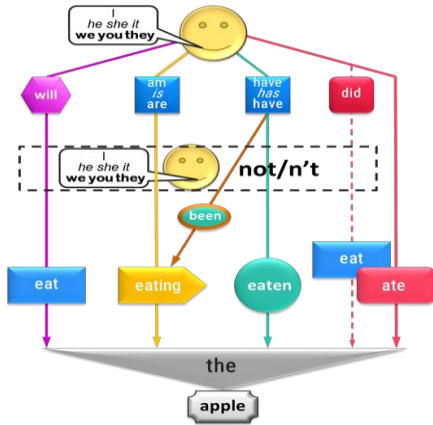 I
he she it
we you they
will
am
is
are
have
has
have
did
I
he she it
we you they
not/n't
been
eat
eating
eaten
eat
ate
the
apple